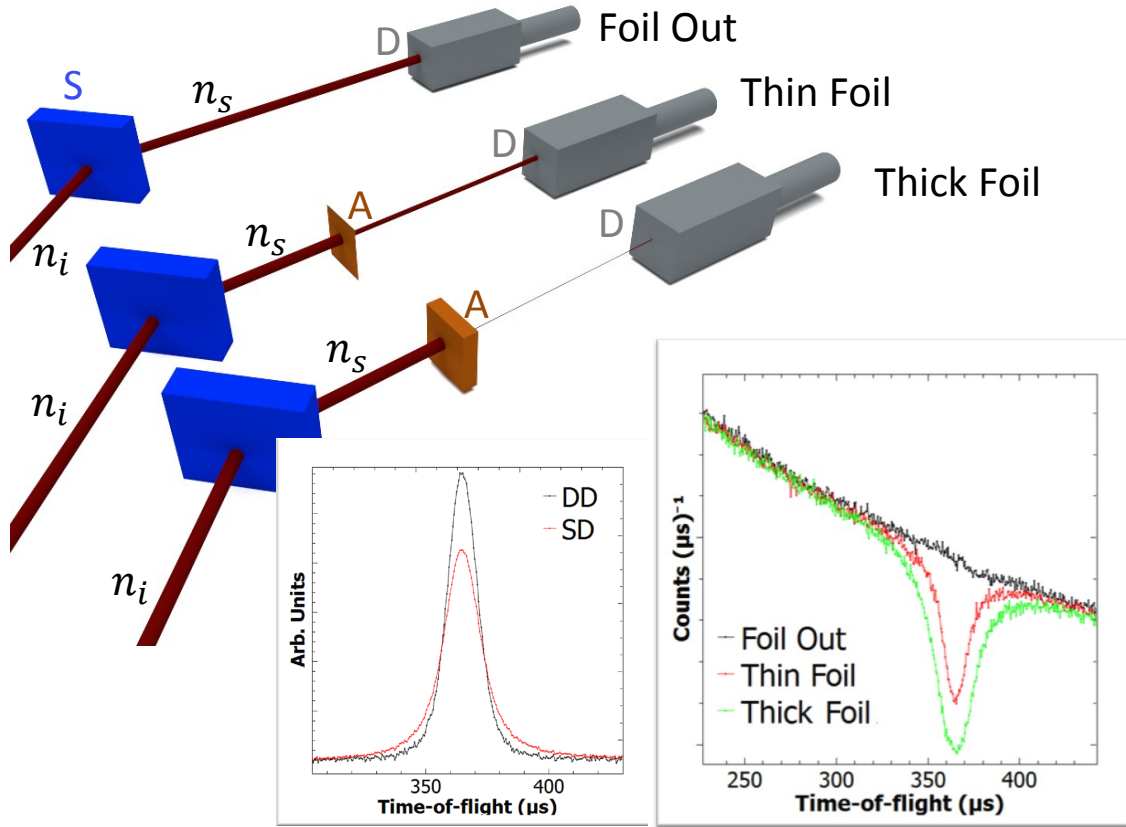 Foil Out
D
S
n_s
Thin Foil
D
A
n_s
n_i
Thick Foil
D
A
n_s
n_i
n_i
DD
SD
Arb. Units
350
400
Time-of-flight (µs)
Counts (µs)⁻¹
Foil Out
Thin Foil
Thick Foil
250
300
350
400
Time-of-flight (µs)